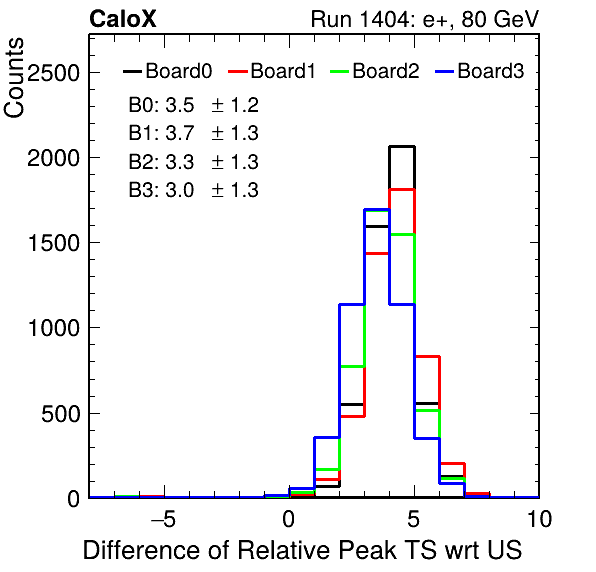 CaloX Run 1404: e+, 80 GeV
Counts
Board0 Board1 Board2 Board3
B0: 3.5 ± 1.2
B1: 3.7 ± 1.3
B2: 3.3 ± 1.3
B3: 3.0 ± 1.3
2500
2000
1500
1000
500
0
−5 0 5 10
Difference of Relative Peak TS wrt US